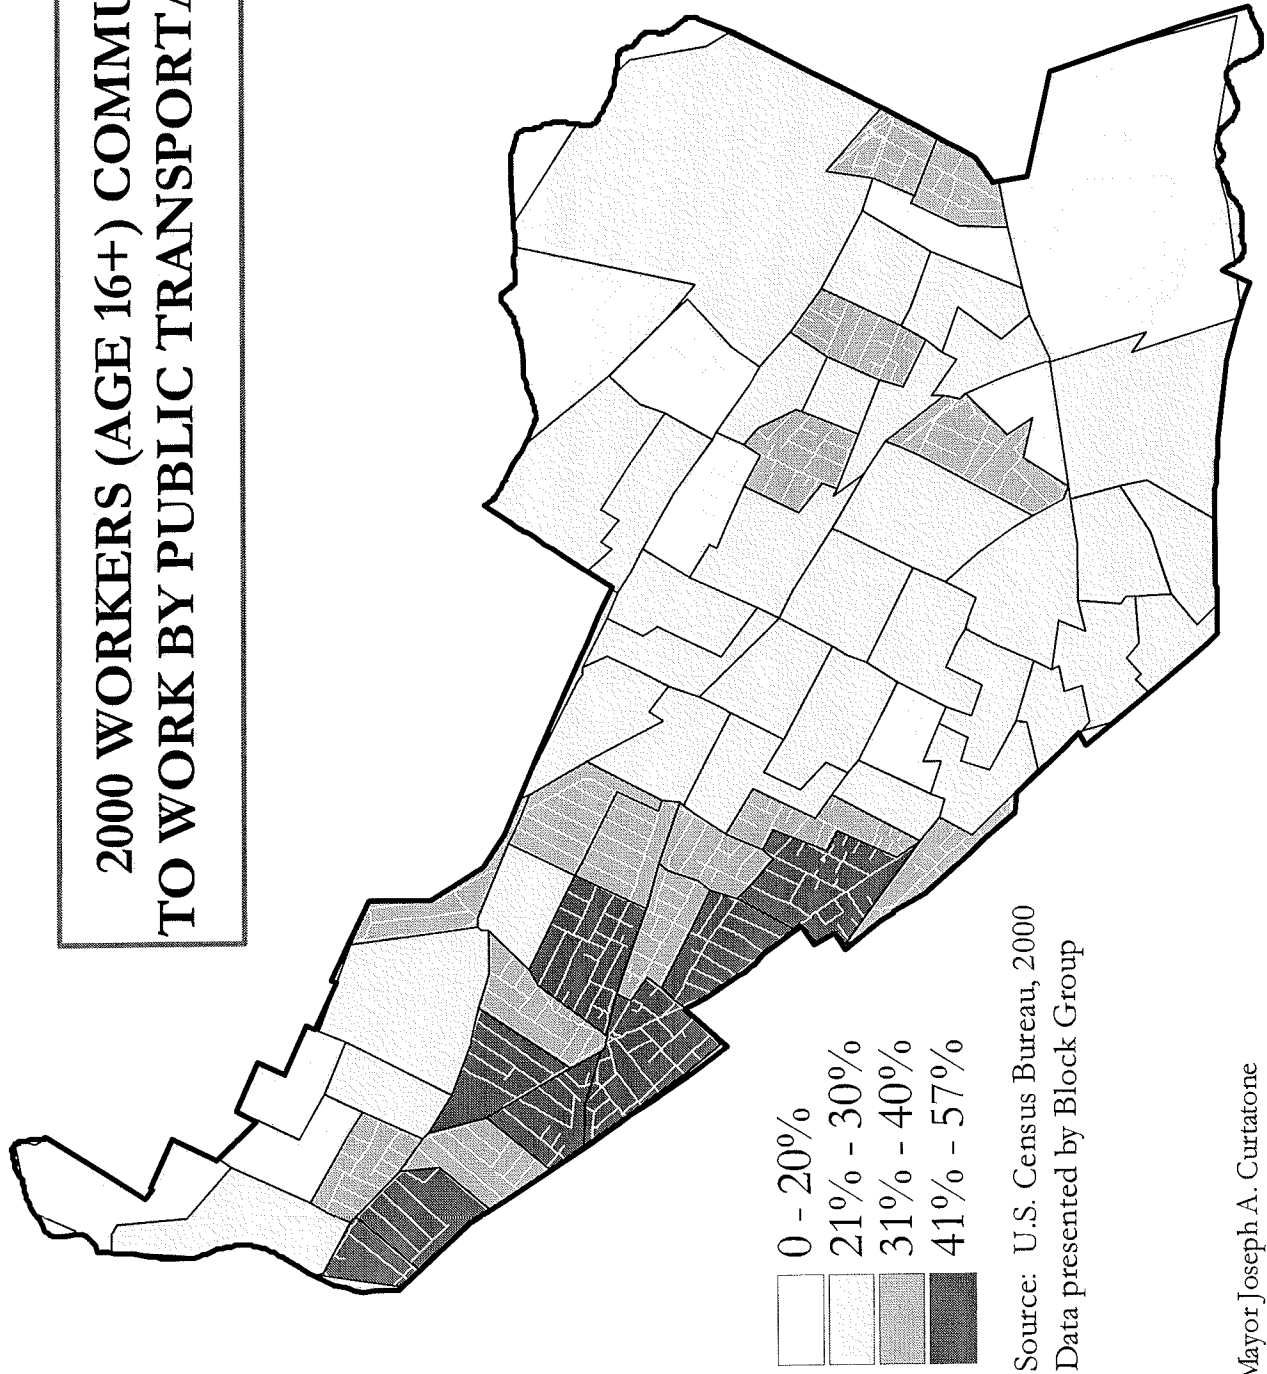 2000 WORKERS (AGE 16+) COMMU
TO WORK BY PUBLIC TRANSPORTA
0 - 20%
21% - 30%
31% - 40%
41% - 57%
Source: U.S. Census Bureau, 2000
Data presented by Block Group
Mayor Joseph A. Curtatone